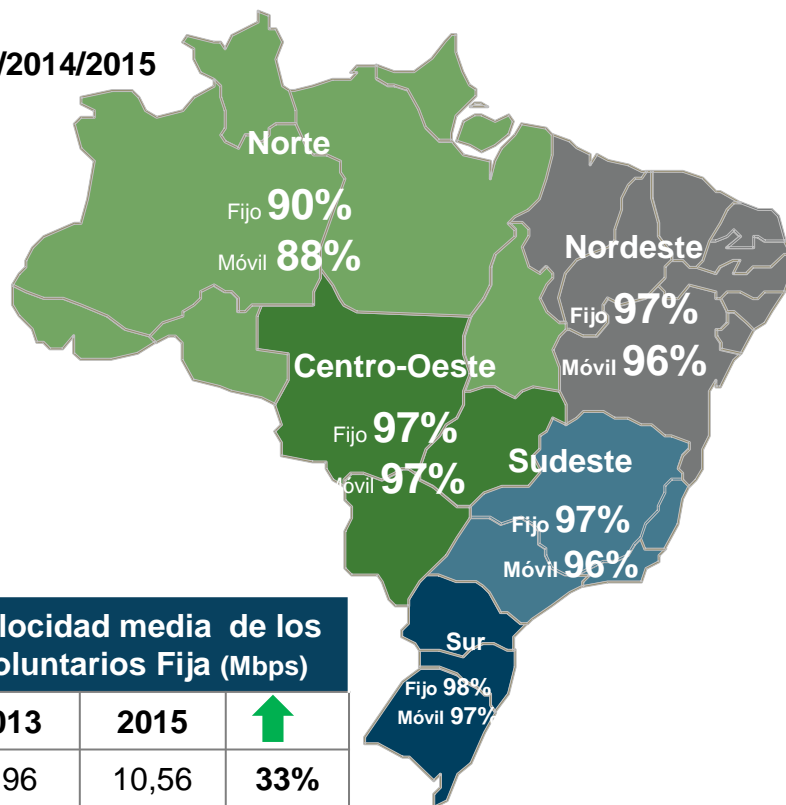 /2014/2015
Norte
Fijo 90%
Móvil 88%
Nordeste
Fijo 97%
Móvil 96%
Centro-Oeste
Fijo 97%
Móvil 97%
Sudeste
Fijo 97%
Móvil 96%
Sur
Fijo 98%
Móvil 97%
locidad media de los
oluntarios Fija (Mbps)
013 2015
96 10,56 33%